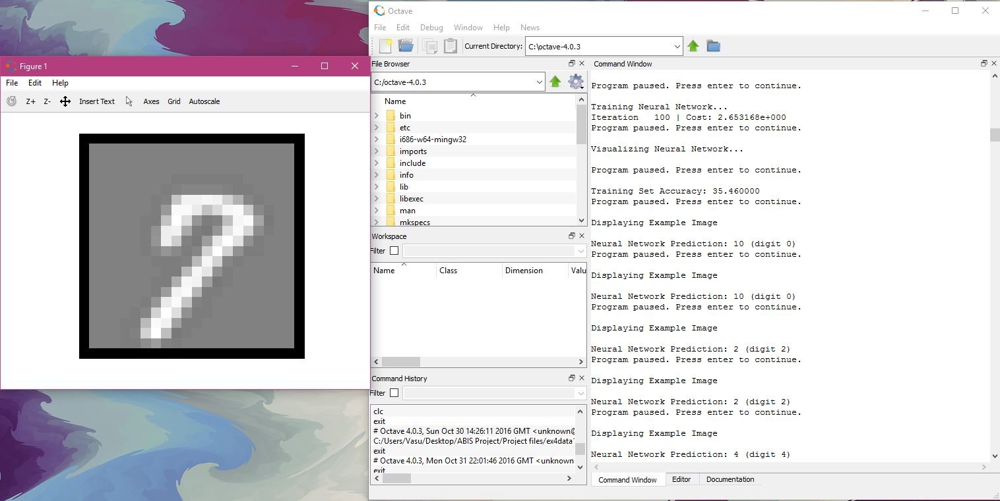 Figure 1
File Edit Help
Z+ Z- Insert Text Axes Grid Autoscale
Octave
File Edit Debug Window Help News
Current Directory: C:\octave-4.0.3
File Browser
C:/octave-4.0.3
Name
bin
etc
i686-w64-mingw32
imports
include
info
lib
libexec
man
mkspecs
Workspace
Filter
Name Class Dimension Valu
Command History
Filter
clc
exit
# Octave 4.0.3, Sun Oct 30 14:26:11 2016 GMT <unknown@
C:/Users/Vasu/Desktop/ABIS Project/Project files/ex4data1
exit
# Octave 4.0.3, Mon Oct 31 22:01:46 2016 GMT <unknown
exit
Command Window
Program paused. Press enter to continue.
Training Neural Network...
Iteration   100 | Cost: 2.653168e+000
Program paused. Press enter to continue.
Visualizing Neural Network...
Program paused. Press enter to continue.
Training Set Accuracy: 35.460000
Program paused. Press enter to continue.
Displaying Example Image
Neural Network Prediction: 10 (digit 0)
Program paused. Press enter to continue.
Displaying Example Image
Neural Network Prediction: 10 (digit 0)
Program paused. Press enter to continue.
Displaying Example Image
Neural Network Prediction: 2 (digit 2)
Program paused. Press enter to continue.
Displaying Example Image
Neural Network Prediction: 2 (digit 2)
Program paused. Press enter to continue.
Displaying Example Image
Neural Network Prediction: 4 (digit 4)
Command Window Editor Documentation